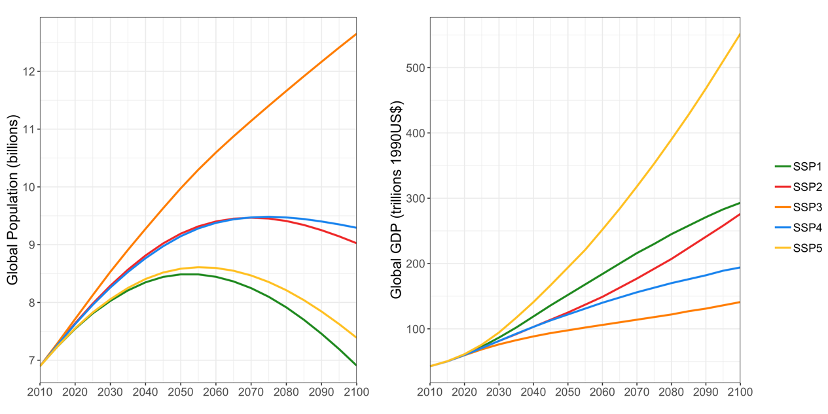 Global Population (billions)
12
11
10
9
8
7
2010 2020 2030 2040 2050 2060 2070 2080 2090 2100
Global GDP (trillions 1990US$)
500
400
300
200
100
2010 2020 2030 2040 2050 2060 2070 2080 2090 2100
SSP1
SSP2
SSP3
SSP4
SSP5